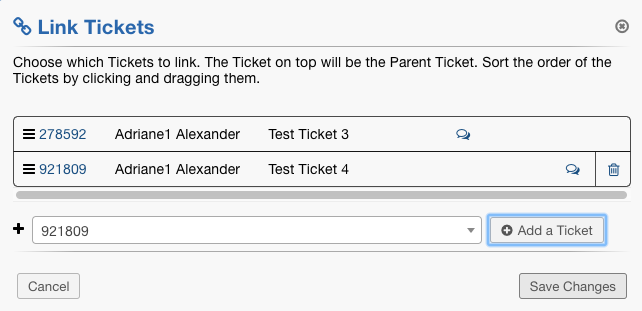 Link Tickets
Choose which Tickets to link. The Ticket on top will be the Parent Ticket. Sort the order of the
Tickets by clicking and dragging them.
278592 Adriane1 Alexander Test Ticket 3
921809 Adriane1 Alexander Test Ticket 4
921809 Add a Ticket
Cancel Save Changes